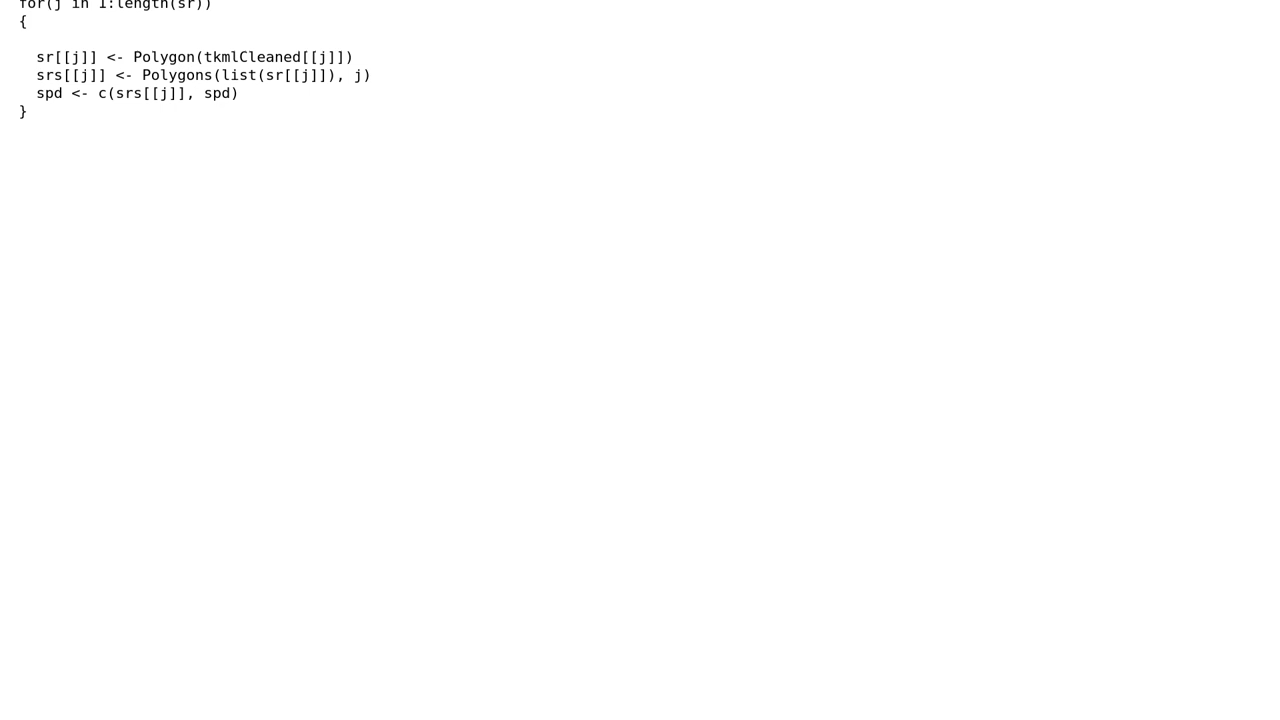 for(j in 1:length(sr))
{
sr[[j]] <- Polygon(tkmlCleaned[[j]])
srs[[j]] <- Polygons(list(sr[[j]]), j)
spd <- c(srs[[j]], spd)
}